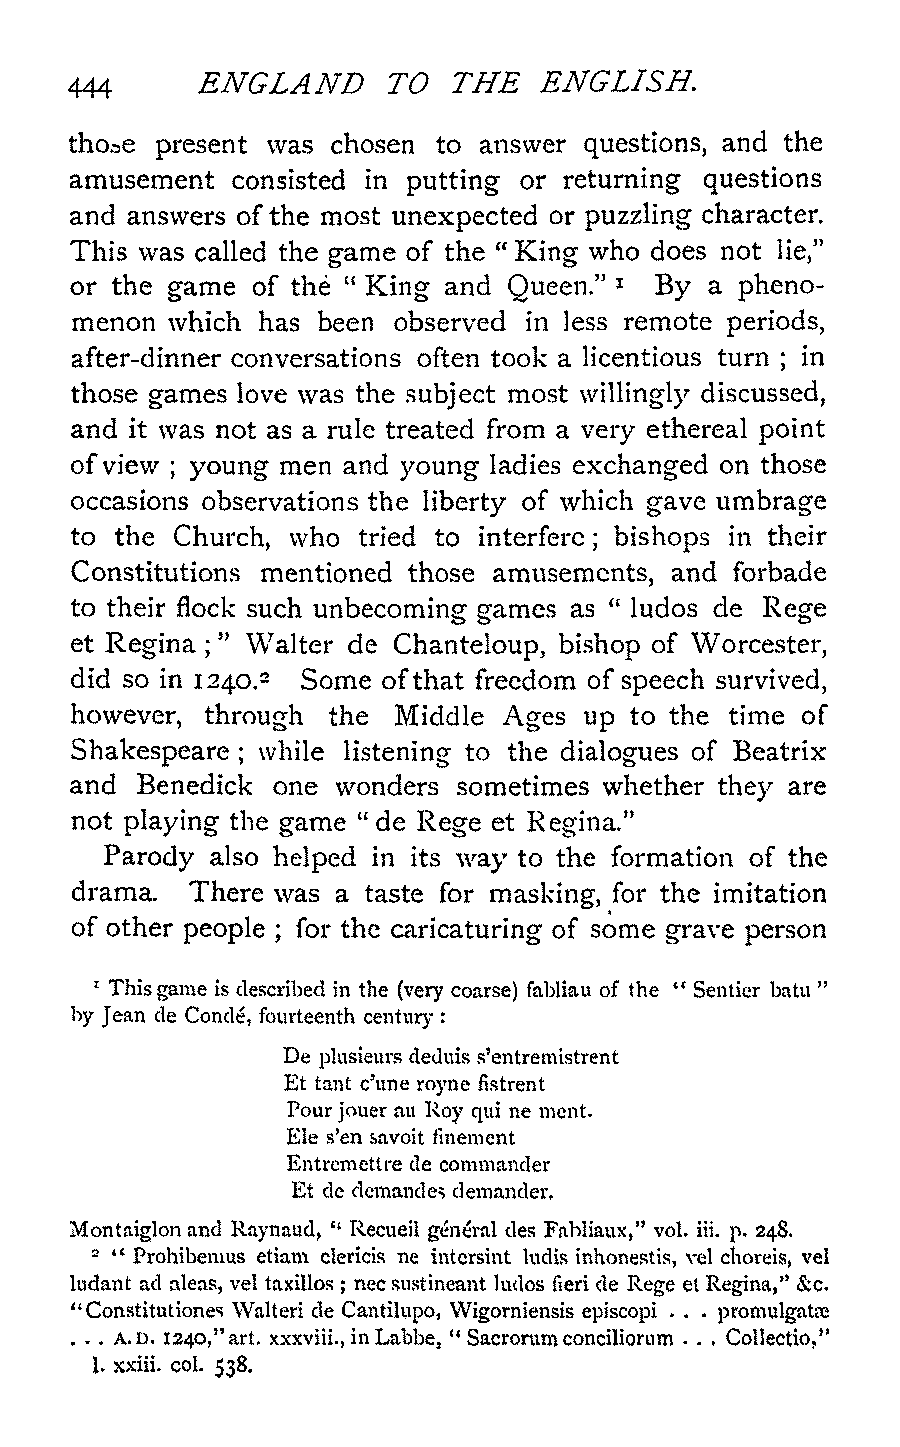 444 ENGLAND TO THE ENGLISH.
those present was chosen to answer questions, and the
amusement consisted in putting or returning questions
and answers of the most unexpected or puzzling character.
This was called the game of the “ King who does not lie,”
or the game of the “ King and Queen.” ¹ By a pheno-
menon which has been observed in less remote periods,
after-dinner conversations often took a licentious turn ; in
those games love was the subject most willingly discussed,
and it was not as a rule treated from a very ethereal point
of view ; young men and young ladies exchanged on those
occasions observations the liberty of which gave umbrage
to the Church, who tried to interfere ; bishops in their
Constitutions mentioned those amusements, and forbade
to their flock such unbecoming games as “ ludos de Rege
et Regina ; ” Walter de Chanteloup, bishop of Worcester,
did so in 1240.² Some of that freedom of speech survived,
however, through the Middle Ages up to the time of
Shakespeare ; while listening to the dialogues of Beatrix
and Benedick one wonders sometimes whether they are
not playing the game “ de Rege et Regina.”
Parody also helped in its way to the formation of the
drama. There was a taste for masking, for the imitation
of other people ; for the caricaturing of some grave person
¹ This game is described in the (very coarse) fabliau of the “ Sentier batu ”
by Jean de Condé, fourteenth century :
De plusieurs deduis s’entremistrent
Et tant c’une royne fistrent
Pour jouer au Roy qui ne ment.
Ele s’en savoit finement
Entremettre de commander
Et de demandes demander.
Montaiglon and Raynaud, “ Recueil général des Fabliaux,” vol. iii. p. 248.
² “ Prohibemus etiam clericis ne intersint ludis inhonestis, vel choreis, vel
ludant ad aleas, vel taxillos ; nec sustineant ludos fieri de Rege et Regina,” &c.
“Constitutiones Walteri de Cantilupo, Wigorniensis episcopi . . . promulgatæ
. . . A.D. 1240,” art. xxxviii., in Labbe, “ Sacrorum conciliorum . . . Collectio,”
l. xxiii. col. 538.